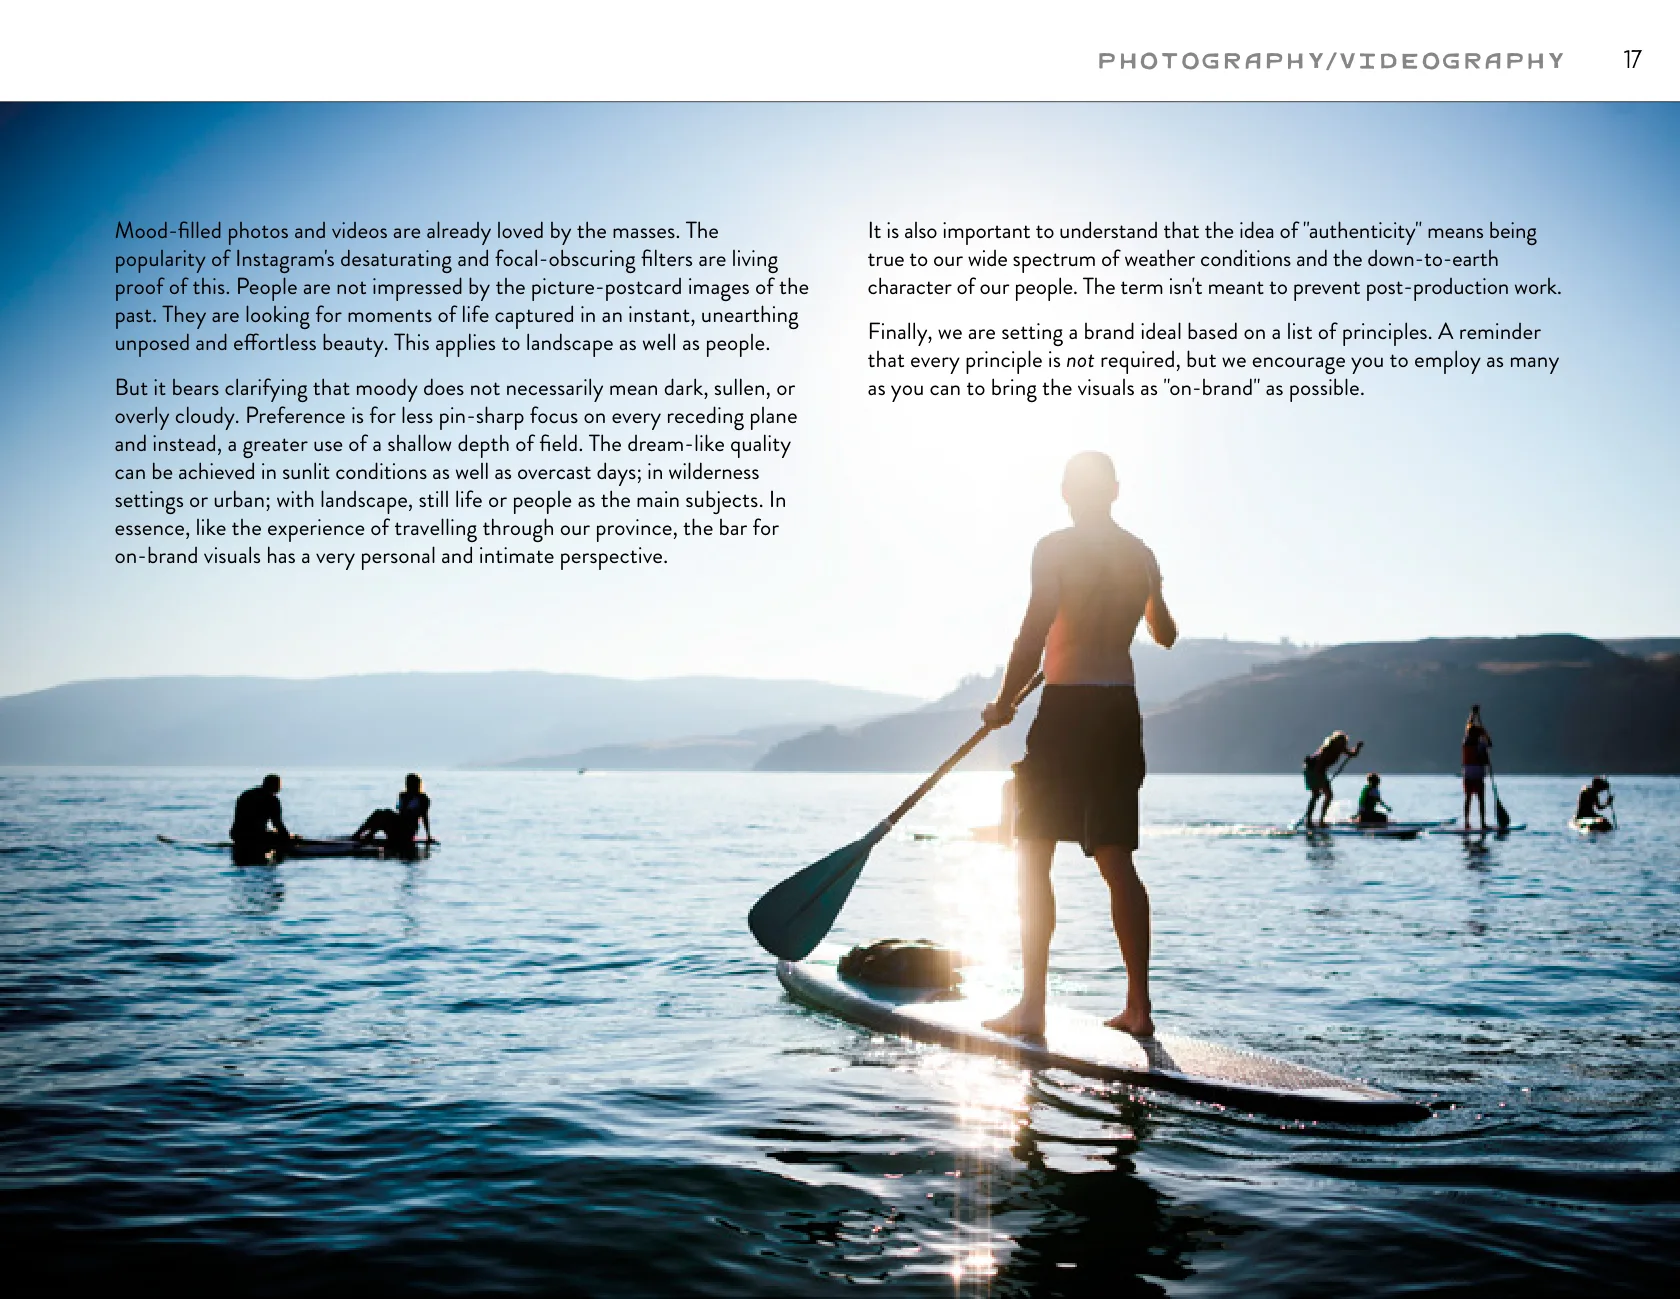 PHOTOGRAPHY/VIDEOGRAPHY 17
Mood-filled photos and videos are already loved by the masses. The
popularity of Instagram's desaturating and focal-obscuring filters are living
proof of this. People are not impressed by the picture-postcard images of the
past. They are looking for moments of life captured in an instant, unearthing
unposed and effortless beauty. This applies to landscape as well as people.
But it bears clarifying that moody does not necessarily mean dark, sullen, or
overly cloudy. Preference is for less pin-sharp focus on every receding plane
and instead, a greater use of a shallow depth of field. The dream-like quality
can be achieved in sunlit conditions as well as overcast days; in wilderness
settings or urban; with landscape, still life or people as the main subjects. In
essence, like the experience of travelling through our province, the bar for
on-brand visuals has a very personal and intimate perspective.
It is also important to understand that the idea of "authenticity" means being
true to our wide spectrum of weather conditions and the down-to-earth
character of our people. The term isn't meant to prevent post-production work.
Finally, we are setting a brand ideal based on a list of principles. A reminder
that every principle is not required, but we encourage you to employ as many
as you can to bring the visuals as "on-brand" as possible.